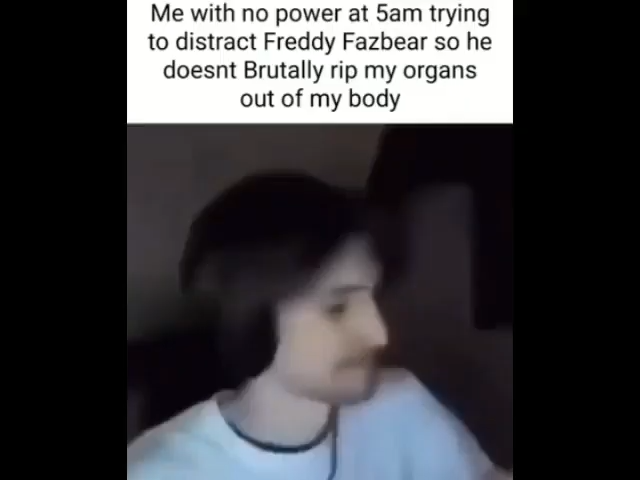 Me with no power at 5am trying
to distract Freddy Fazbear so he
doesnt Brutally rip my organs
out of my body